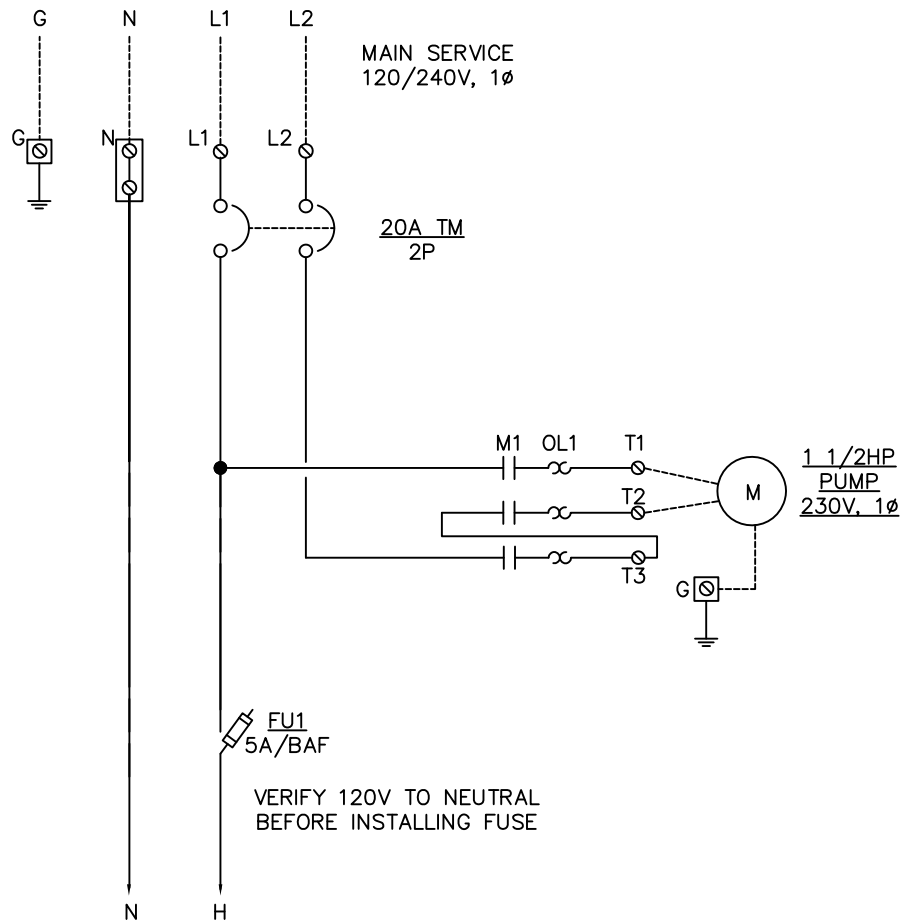 G N L1 L2
MAIN SERVICE
120/240V, 1ø
G N L1 L2
20A TM
2P
M1 OL1 T1
1 1/2HP
PUMP
230V, 1ø
M
T2
T3
G
FU1
5A/BAF
VERIFY 120V TO NEUTRAL
BEFORE INSTALLING FUSE
N H